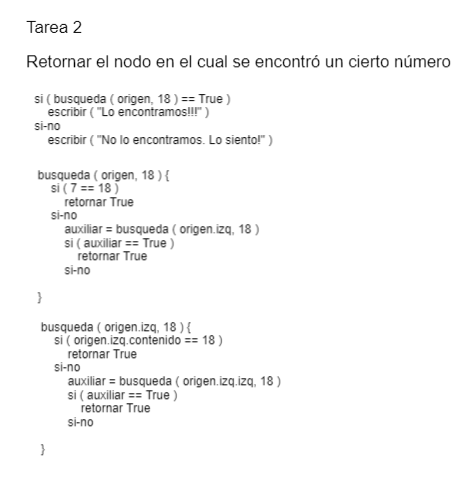 Tarea 2
Retornar el nodo en el cual se encontró un cierto número
si ( busqueda ( origen, 18 ) == True )
escribir ( "Lo encontramos!!!" )
si-no
escribir ( "No lo encontramos. Lo siento!" )
busqueda ( origen, 18 ) {
si ( 7 == 18 )
retornar True
si-no
auxiliar = busqueda ( origen.izq, 18 )
si ( auxiliar == True )
retornar True
si-no
}
busqueda ( origen.izq, 18 ) {
si ( origen.izq.contenido == 18 )
retornar True
si-no
auxiliar = busqueda ( origen.izq.izq, 18 )
si ( auxiliar == True )
retornar True
si-no
}